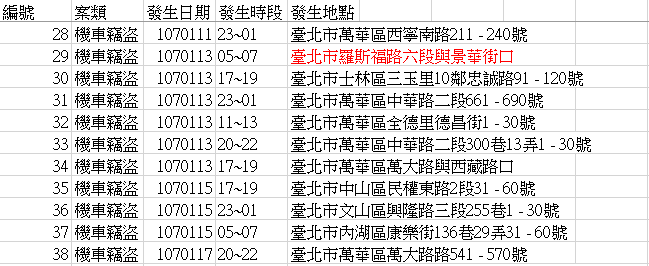 編號 案類 發生日期 發生時段 發生地點
28 機車竊盜 1070111 23~01 臺北市萬華區西寧南路211 - 240號
29 機車竊盜 1070113 05~07 臺北市羅斯福路六段與景華街口
30 機車竊盜 1070113 17~19 臺北市士林區三玉里10鄰忠誠路91 - 120號
31 機車竊盜 1070113 23~01 臺北市萬華區中華路二段661 - 690號
32 機車竊盜 1070113 11~13 臺北市萬華區全德里德昌街1 - 30號
33 機車竊盜 1070113 20~22 臺北市萬華區中華路二段300巷13弄1 - 30號
34 機車竊盜 1070113 17~19 臺北市萬華區萬大路與西藏路口
35 機車竊盜 1070115 17~19 臺北市中山區民權東路2段31 - 60號
36 機車竊盜 1070115 23~01 臺北市文山區興隆路三段255巷1 - 30號
37 機車竊盜 1070115 05~07 臺北市內湖區康樂街136巷29弄31 - 60號
38 機車竊盜 1070117 20~22 臺北市萬華區萬大路路541 - 570號